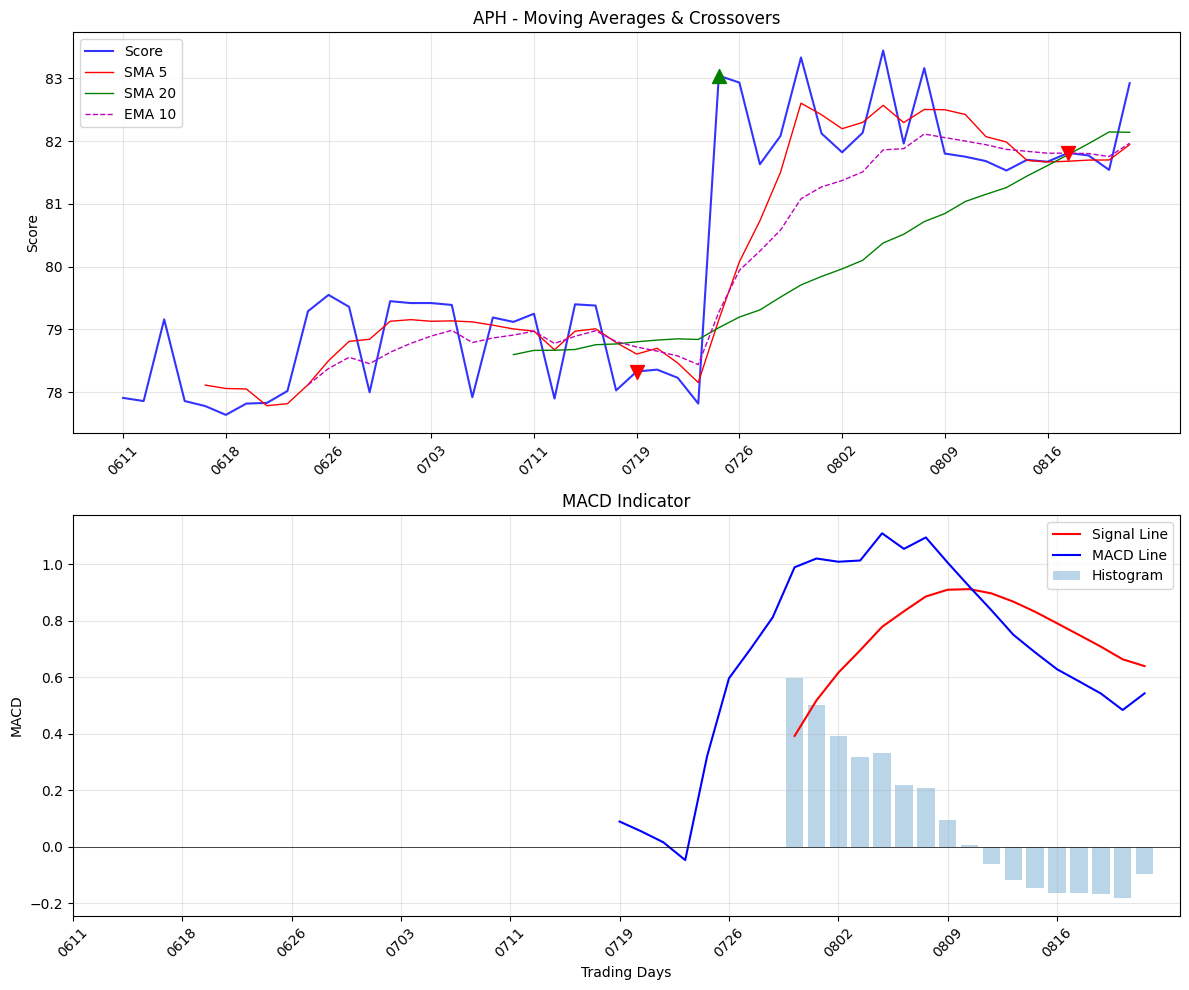 APH - Moving Averages & Crossovers
Score
SMA 5
SMA 20
EMA 10
Score
83
82
81
80
79
78
0611
0618
0626
0703
0711
0719
0726
0802
0809
0816
MACD Indicator
Signal Line
MACD Line
Histogram
MACD
1.0
0.8
0.6
0.4
0.2
0.0
−0.2
0611
0618
0626
0703
0711
0719
0726
0802
0809
0816
Trading Days